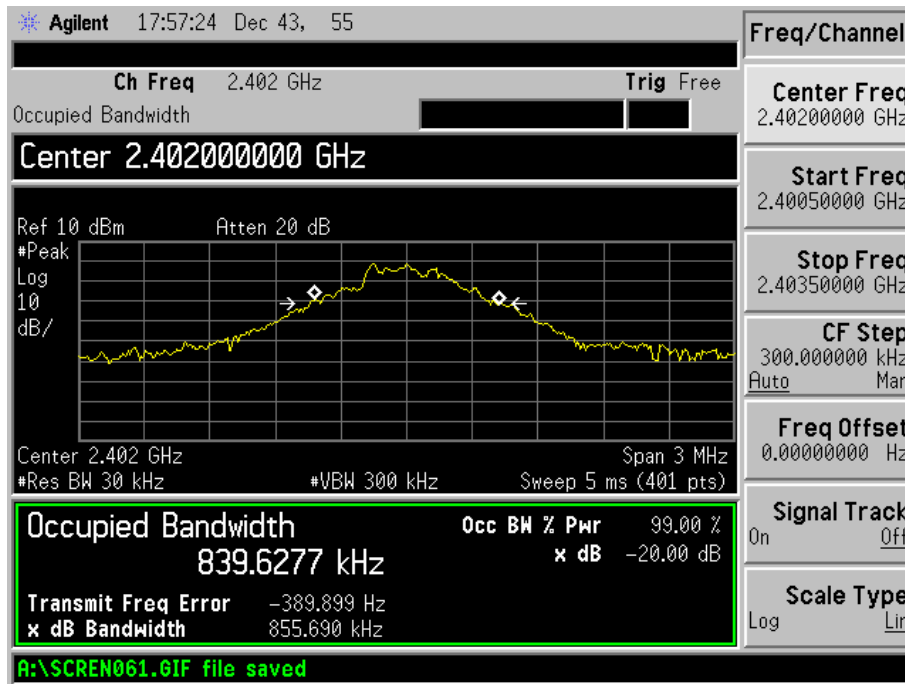 Agilent 17:57:24 Dec 43, 55
Ch Freq 2.402 GHz Trig Free
Occupied Bandwidth
Center 2.402000000 GHz
Ref 10 dBm Atten 20 dB
#Peak
Log
10
dB/
Center 2.402 GHz Span 3 MHz
#Res BW 30 kHz #VBW 300 kHz Sweep 5 ms (401 pts)
Occupied Bandwidth
839.6277 kHz
Occ BW % Pwr 99.00 %
x dB -20.00 dB
Transmit Freq Error -389.899 Hz
x dB Bandwidth 855.690 kHz
A:\SCREN061.GIF file saved
Freq/Channel
Center Freq
2.40200000 GHz
Start Freq
2.40050000 GHz
Stop Freq
2.40350000 GHz
CF Step
300.000000 kHz
Auto Man
Freq Offset
0.00000000 Hz
Signal Track
On Off
Scale Type
Log Lin